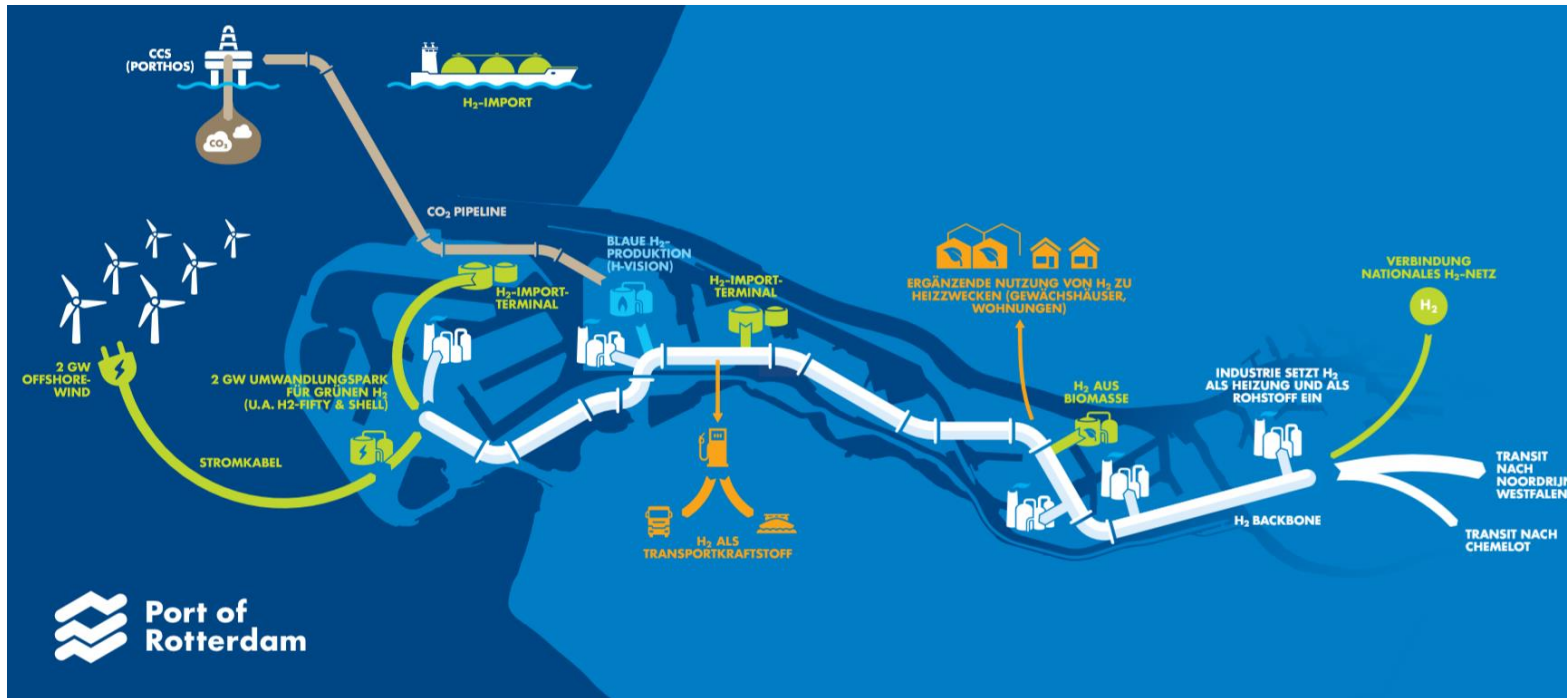 CCS
(PORTHOS)
CO₂
H₂-IMPORT
CO₂ PIPELINE
BLAUE H₂-
PRODUKTION
(H-VISION)
H₂-IMPORT-
TERMINAL
H₂-IMPORT-
TERMINAL
ERGÄNZENDE NUTZUNG VON H₂ ZU
HEIZZWECKEN (GEWÄCHSHÄUSER,
WOHNUNGEN)
VERBINDUNG
NATIONALES H₂-NETZ
H₂
2 GW
OFFSHORE-
WIND
2 GW UMWANDLUNGSPARK
FÜR GRÜNEN H₂
(U.A. H2-FIFTY & SHELL)
H₂ AUS
BIOMASSE
INDUSTRIE SETZT H₂
ALS HEIZUNG UND ALS
ROHSTOFF EIN
STROMKABEL
TRANSIT
NACH
NOORDRIJN
WESTFALEN
H₂ BACKBONE
TRANSIT NACH
CHEMELOT
H₂ ALS
TRANSPORTKRAFTSTOFF
Port of
Rotterdam